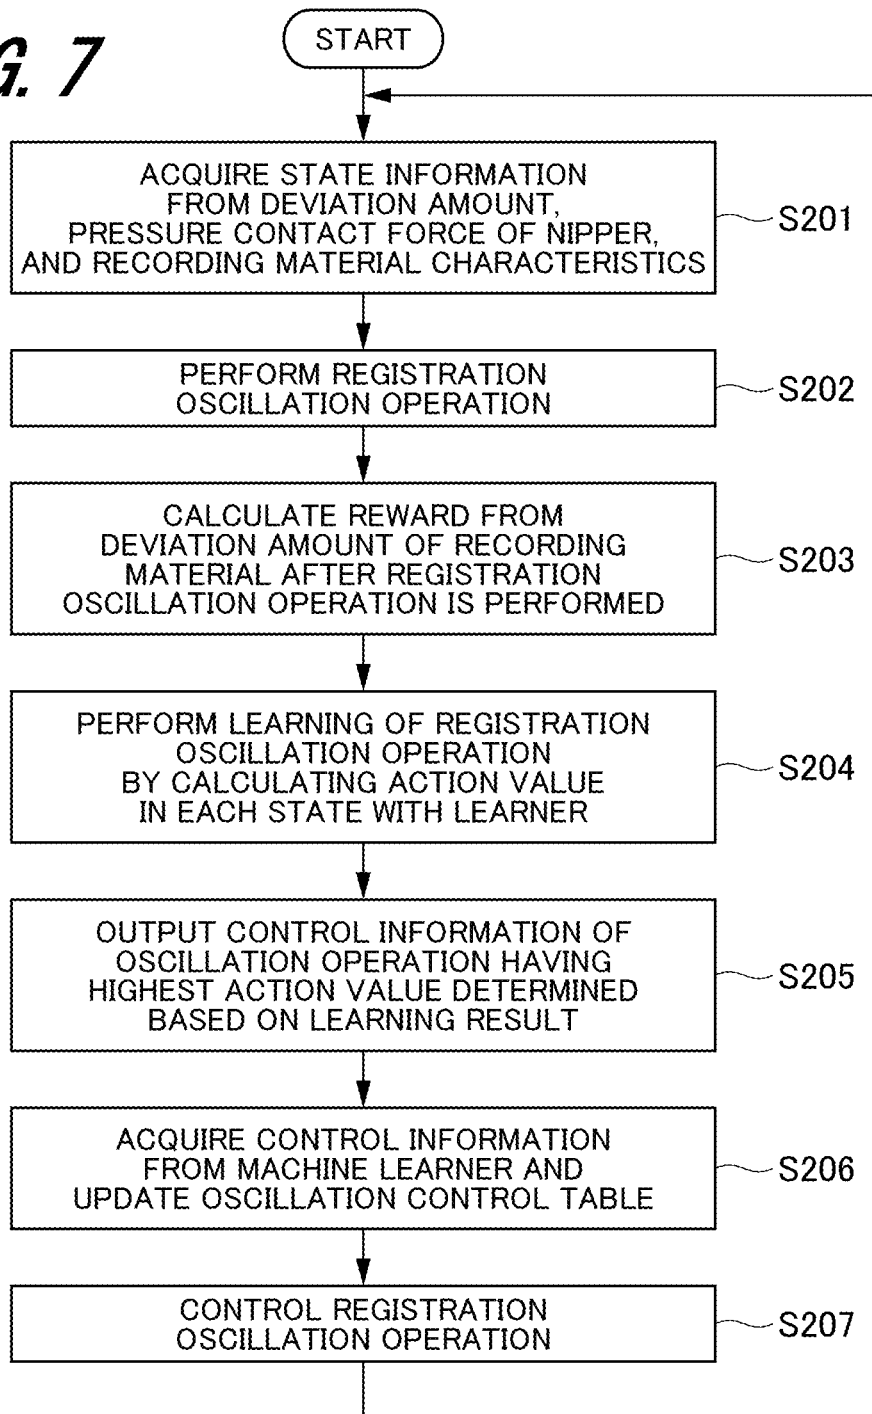 G. 7
START
ACQUIRE STATE INFORMATION
FROM DEVIATION AMOUNT,
PRESSURE CONTACT FORCE OF NIPPER,
AND RECORDING MATERIAL CHARACTERISTICS
S201
PERFORM REGISTRATION
OSCILLATION OPERATION
S202
CALCULATE REWARD FROM
DEVIATION AMOUNT OF RECORDING
MATERIAL AFTER REGISTRATION
OSCILLATION OPERATION IS PERFORMED
S203
PERFORM LEARNING OF REGISTRATION
OSCILLATION OPERATION
BY CALCULATING ACTION VALUE
IN EACH STATE WITH LEARNER
S204
OUTPUT CONTROL INFORMATION OF
OSCILLATION OPERATION HAVING
HIGHEST ACTION VALUE DETERMINED
BASED ON LEARNING RESULT
S205
ACQUIRE CONTROL INFORMATION
FROM MACHINE LEARNER AND
UPDATE OSCILLATION CONTROL TABLE
S206
CONTROL REGISTRATION
OSCILLATION OPERATION
S207